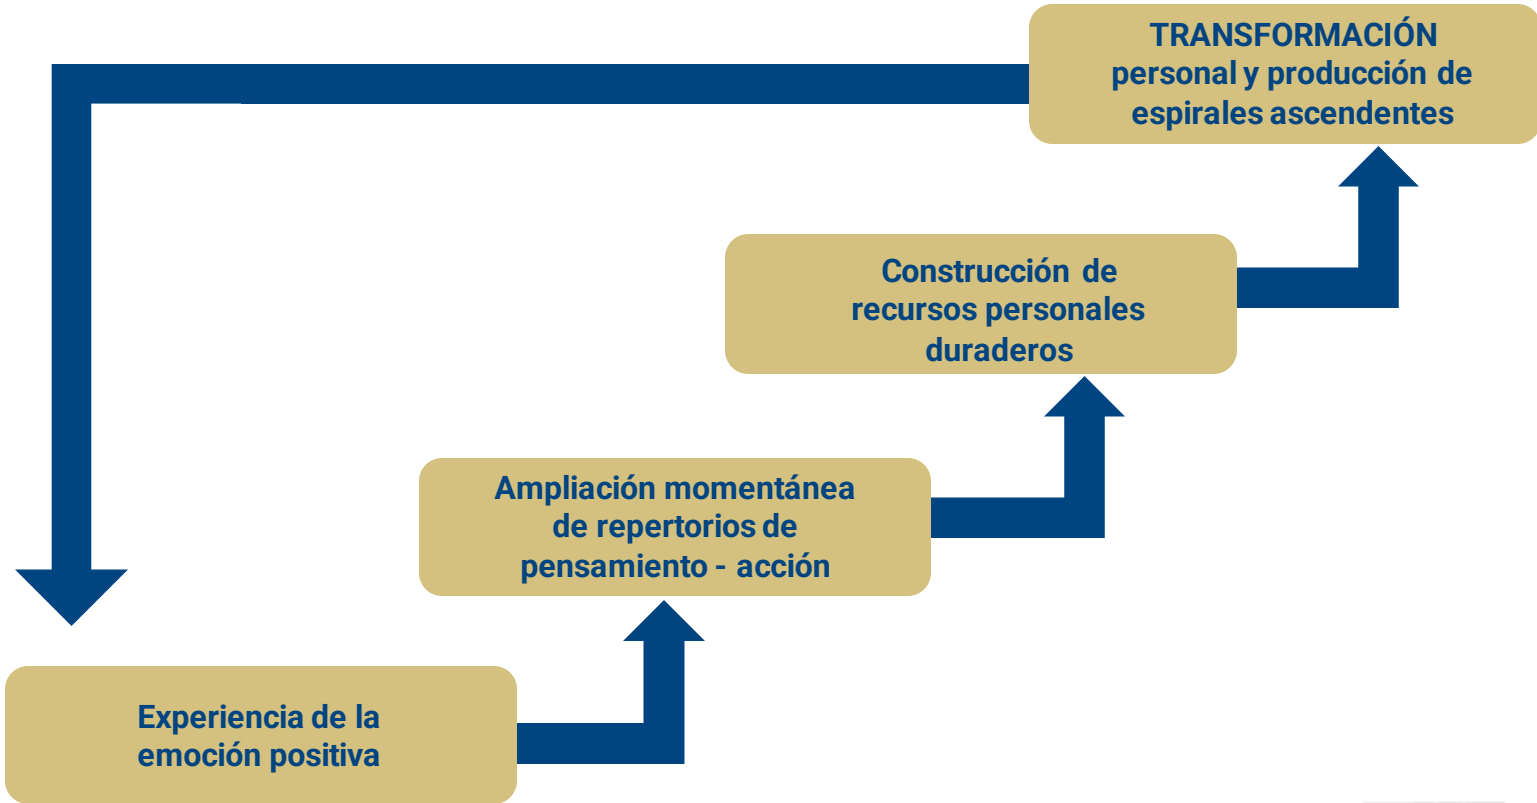 TRANSFORMACIÓN
personal y producción de
espirales ascendentes
Construcción de
recursos personales
duraderos
Ampliación momentánea
de repertorios de
pensamiento - acción
Experiencia de la
emoción positiva